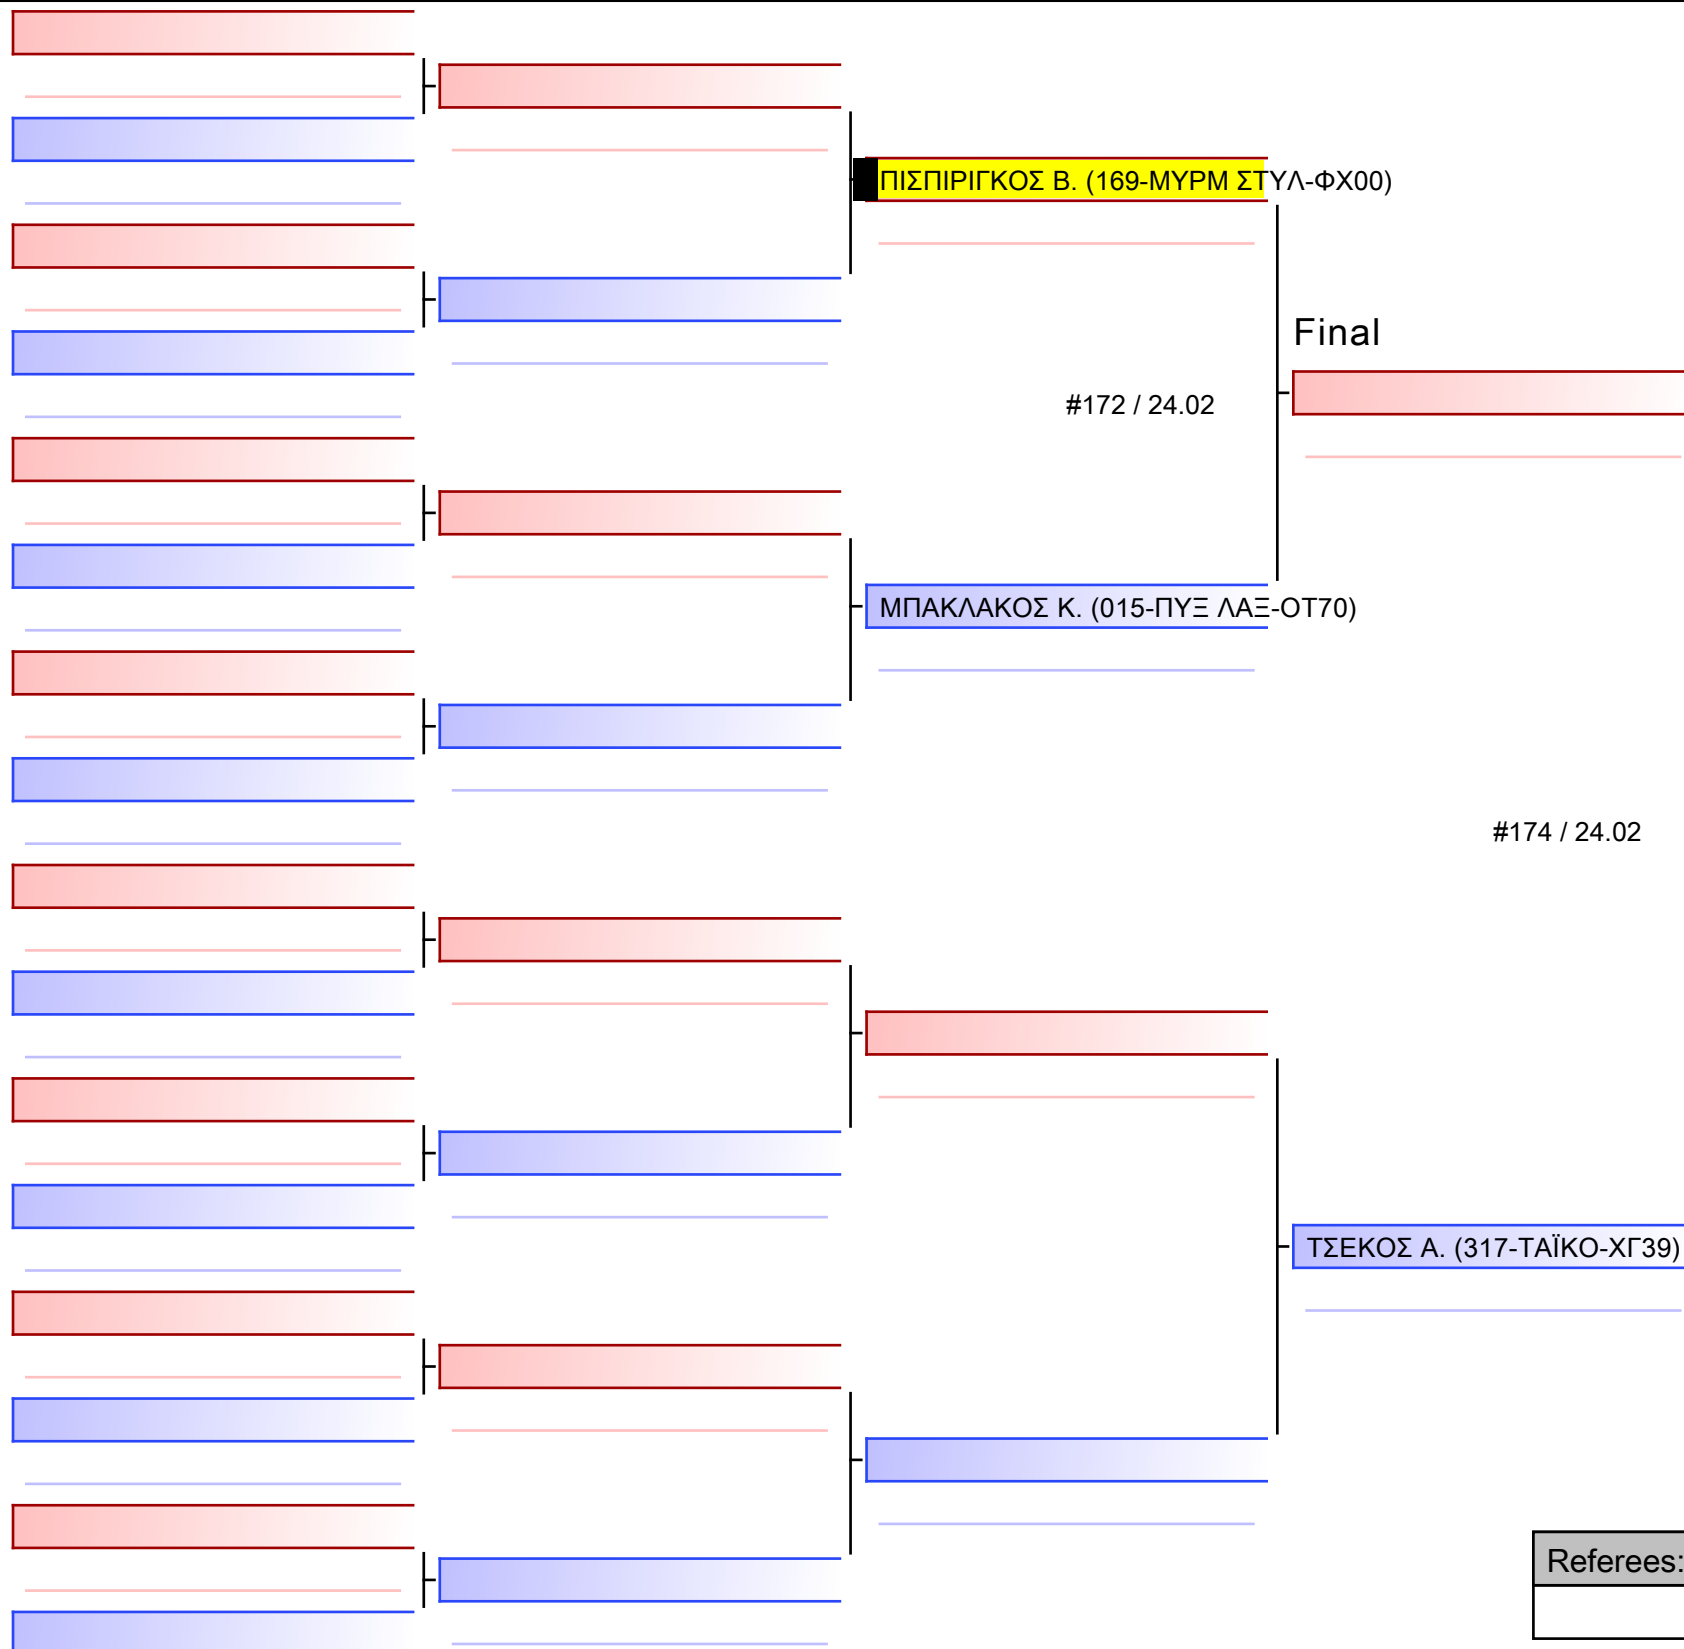 ΠΙΣΠΙΡΙΓΚΟΣ Β. (169-ΜΥΡΜ ΣΤΥΛ-ΦΧ00)
Final
#172 / 24.02
ΜΠΑΚΛΑΚΟΣ Κ. (015-ΠΥΞ ΛΑΞ-ΟΤ70)
#174 / 24.02
ΤΣΕΚΟΣ Α. (317-ΤΑΪΚΟ-ΧΓ39)
Referees: